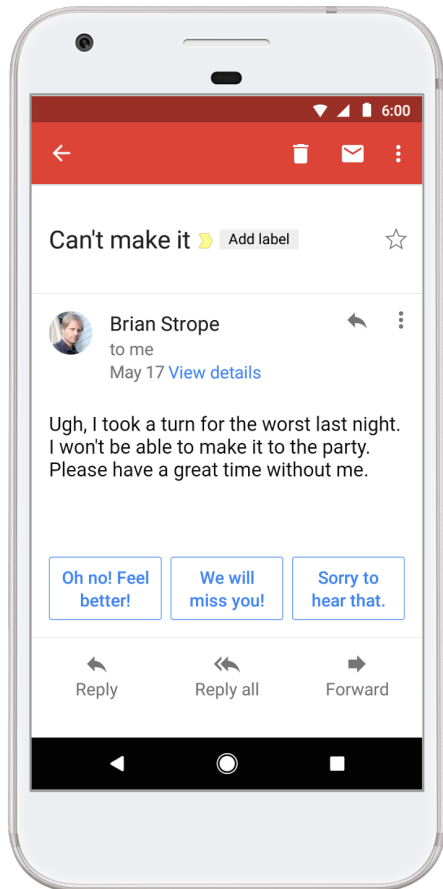 6:00
Can't make it Add label
Brian Strope
to me
May 17 View details
Ugh, I took a turn for the worst last night.
I won't be able to make it to the party.
Please have a great time without me.
Oh no! Feel
better!
We will
miss you!
Sorry to
hear that.
Reply
Reply all
Forward